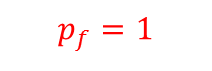 p_f = 1